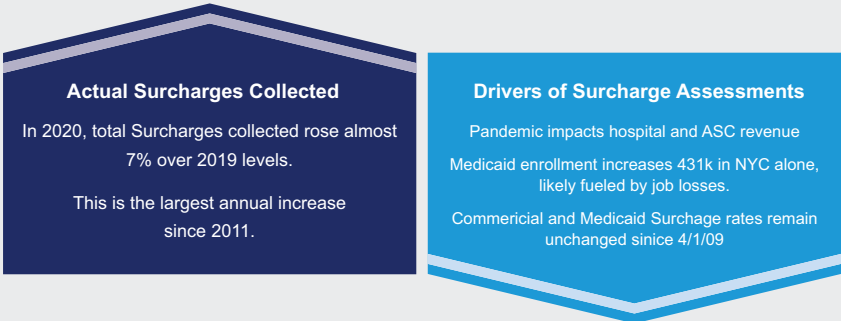 Actual Surcharges Collected
In 2020, total Surcharges collected rose almost
7% over 2019 levels.
This is the largest annual increase
since 2011.
Drivers of Surcharge Assessments
Pandemic impacts hospital and ASC revenue
Medicaid enrollment increases 431k in NYC alone,
likely fueled by job losses.
Commericial and Medicaid Surchage rates remain
unchanged sinice 4/1/09